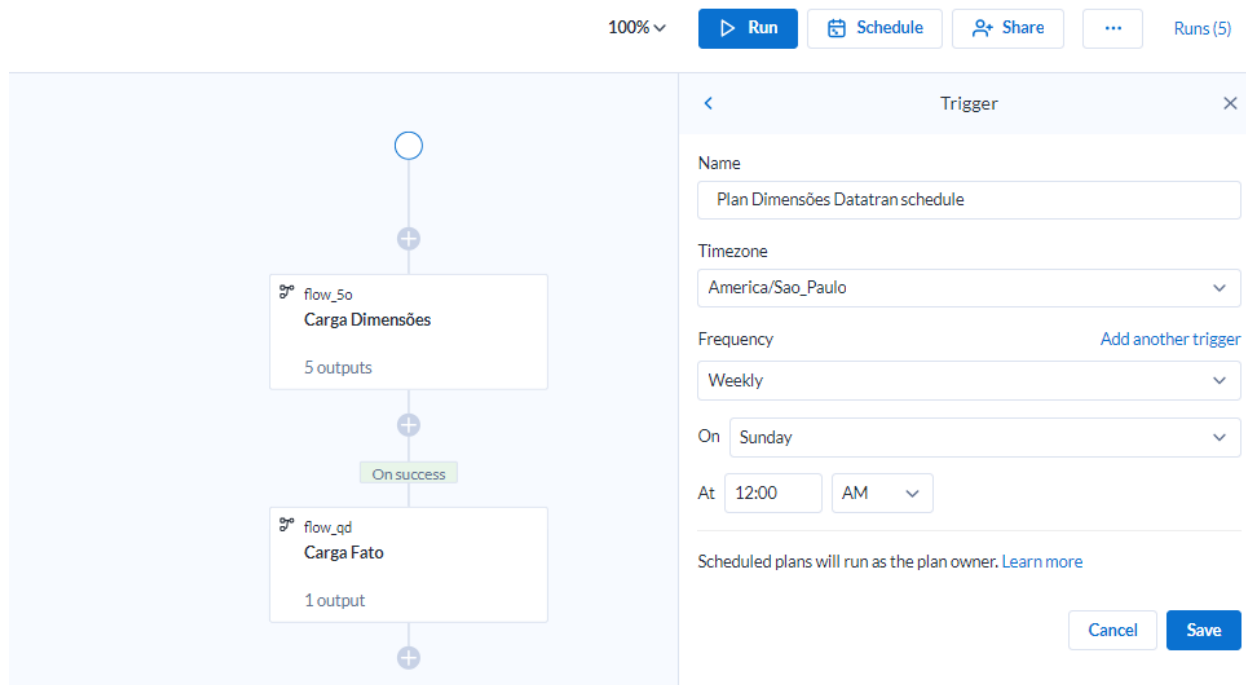 100%
Run
Schedule
Share
...
Runs (5)
Trigger
Name
Plan Dimensões Datatran schedule
Timezone
America/Sao_Paulo
Frequency
Add another trigger
Weekly
On Sunday
At 12:00 AM
Scheduled plans will run as the plan owner. Learn more
Cancel
Save
flow_5o
Carga Dimensões
5 outputs
On success
flow_qd
Carga Fato
1 output